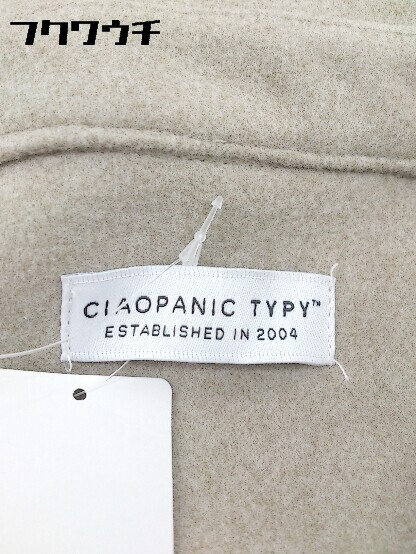 フクワウチ
CIAOPANIC TYPY™
ESTABLISHED IN 2004